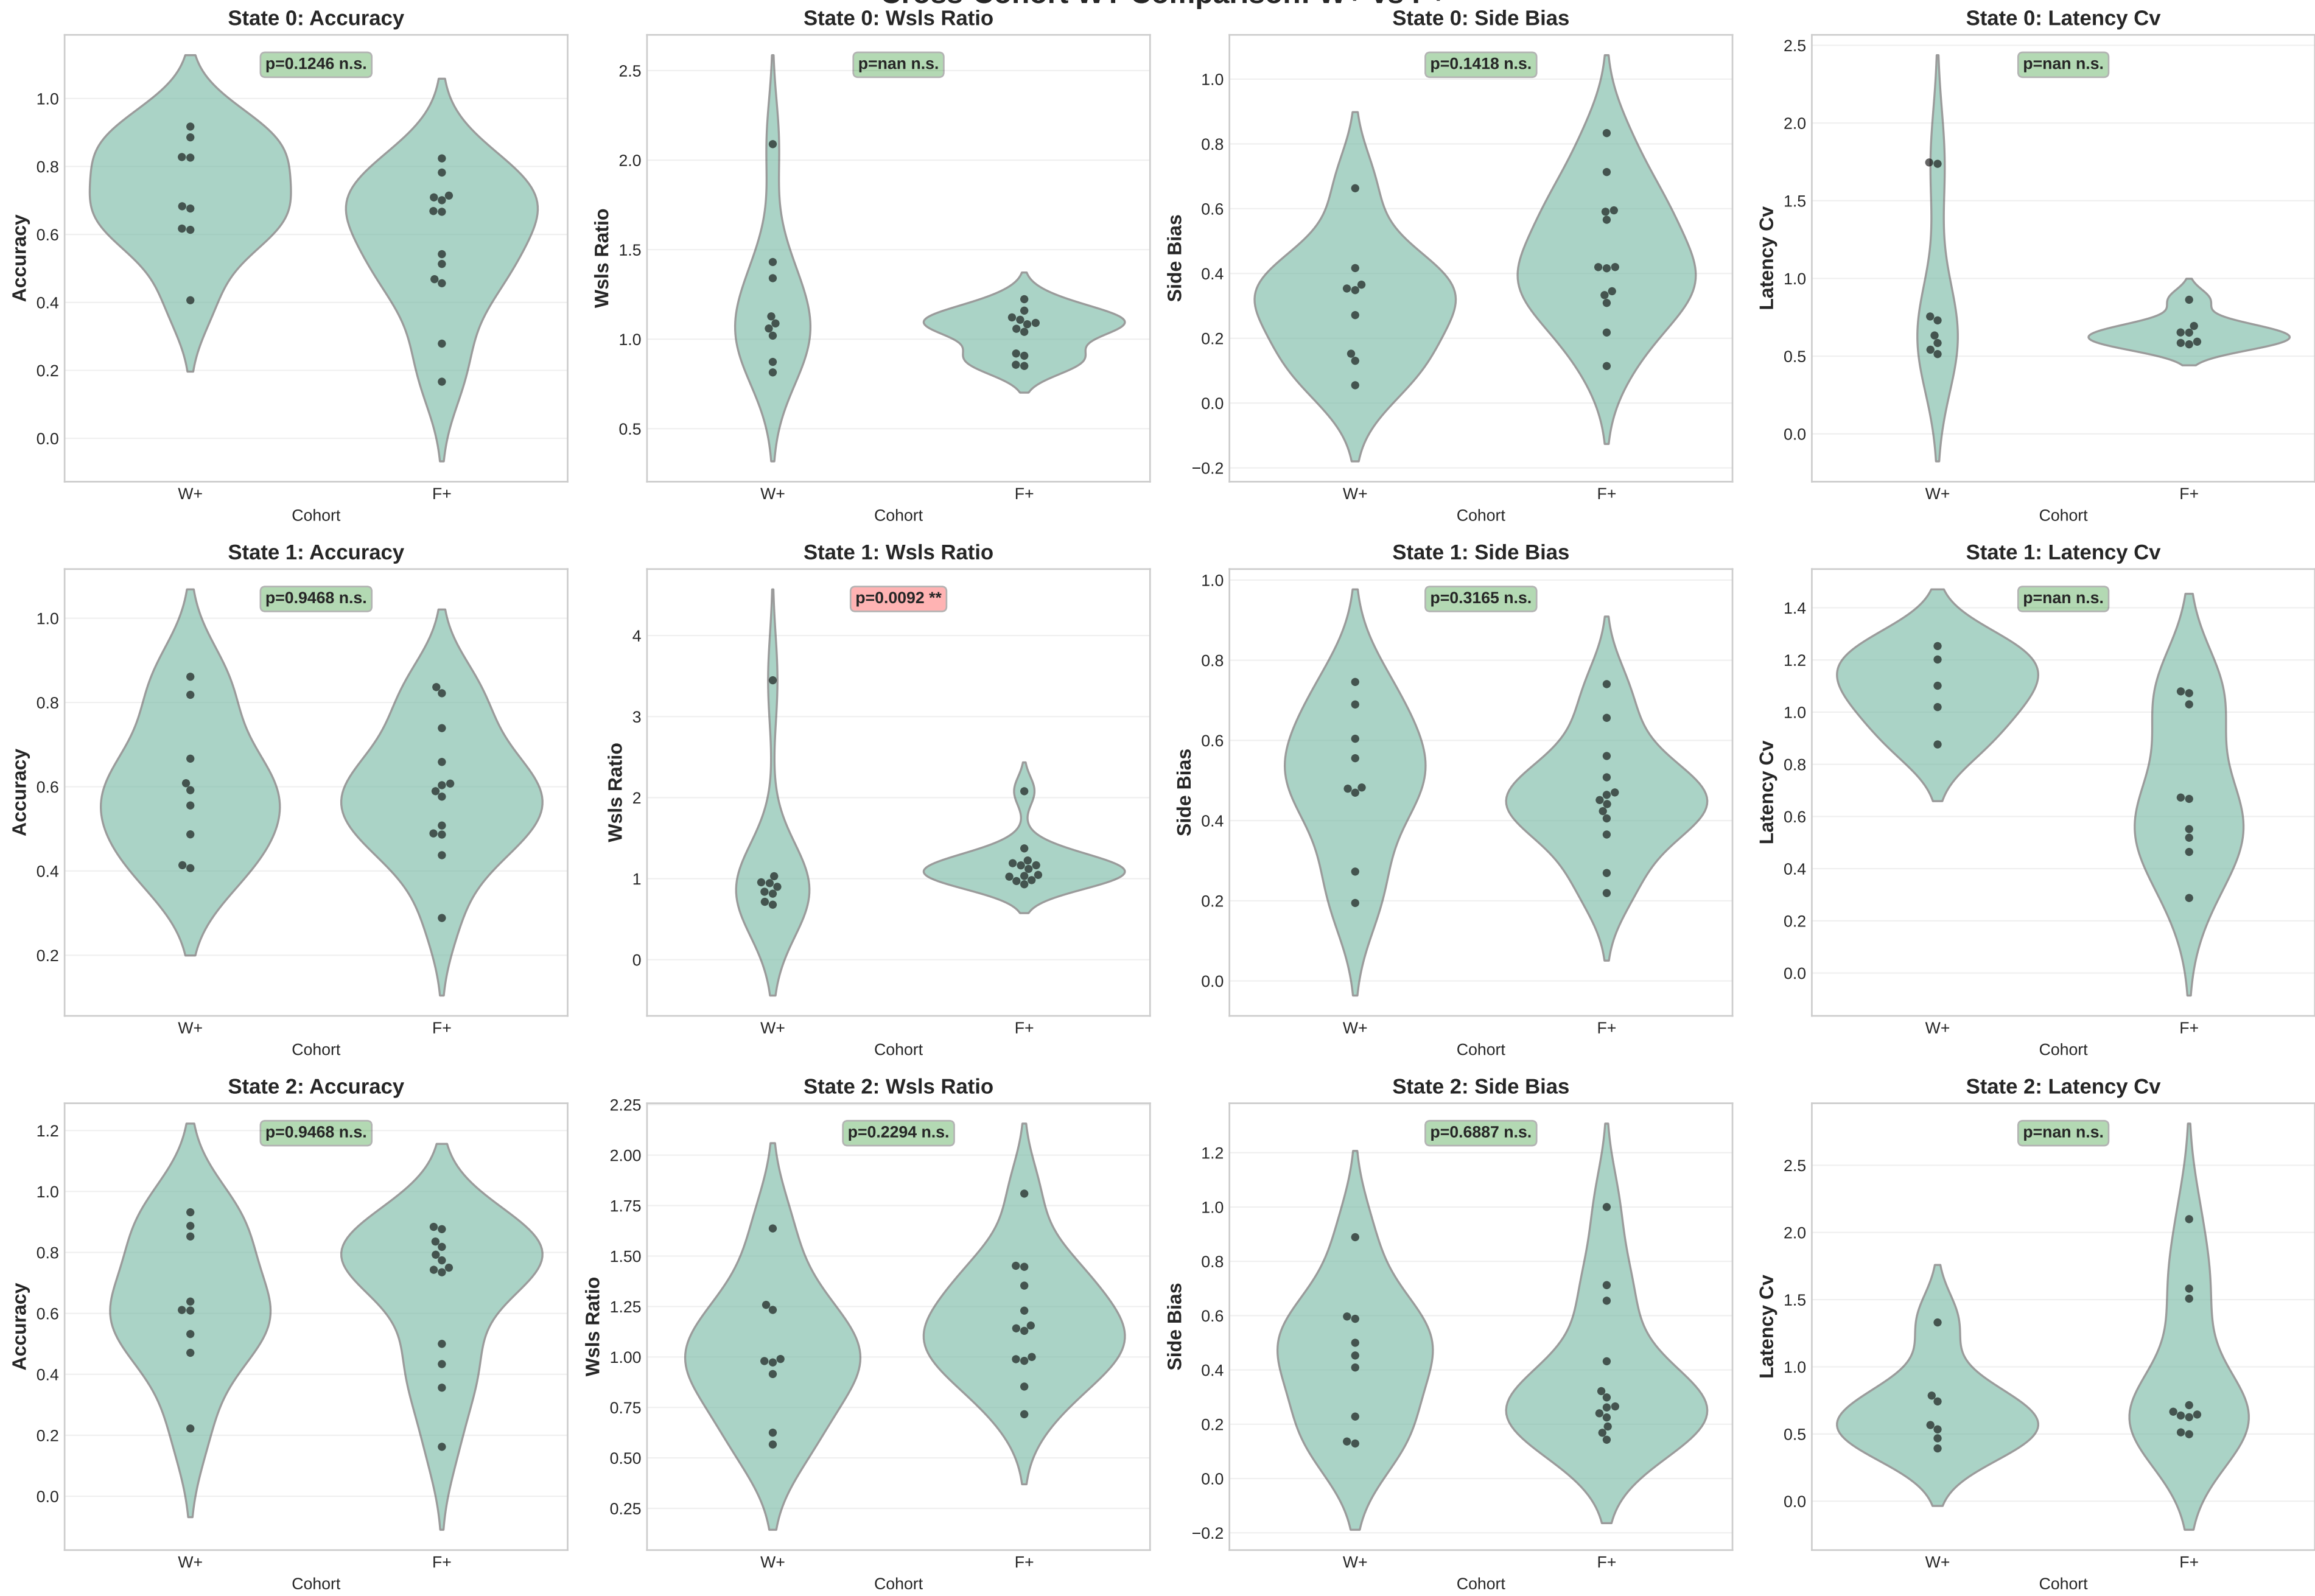 Cross-Cohort WT Comparison: W+ vs F+
State 0: Accuracy
p=0.1246 n.s.
Accuracy
1.0
0.8
0.6
0.4
0.2
0.0
W+ F+
Cohort
State 0: Wsls Ratio
p=nan n.s.
Wsls Ratio
2.5
2.0
1.5
1.0
0.5
W+ F+
Cohort
State 0: Side Bias
p=0.1418 n.s.
Side Bias
1.0
0.8
0.6
0.4
0.2
0.0
−0.2
W+ F+
Cohort
State 0: Latency Cv
p=nan n.s.
Latency Cv
2.5
2.0
1.5
1.0
0.5
0.0
W+ F+
Cohort
State 1: Accuracy
p=0.9468 n.s.
Accuracy
1.0
0.8
0.6
0.4
0.2
W+ F+
Cohort
State 1: Wsls Ratio
p=0.0092 **
Wsls Ratio
4
3
2
1
0
W+ F+
Cohort
State 1: Side Bias
p=0.3165 n.s.
Side Bias
1.0
0.8
0.6
0.4
0.2
0.0
W+ F+
Cohort
State 1: Latency Cv
p=nan n.s.
Latency Cv
1.4
1.2
1.0
0.8
0.6
0.4
0.2
0.0
W+ F+
Cohort
State 2: Accuracy
p=0.9468 n.s.
Accuracy
1.2
1.0
0.8
0.6
0.4
0.2
0.0
W+ F+
Cohort
State 2: Wsls Ratio
p=0.2294 n.s.
Wsls Ratio
2.25
2.00
1.75
1.50
1.25
1.00
0.75
0.50
0.25
W+ F+
Cohort
State 2: Side Bias
p=0.6887 n.s.
Side Bias
1.2
1.0
0.8
0.6
0.4
0.2
0.0
−0.2
W+ F+
Cohort
State 2: Latency Cv
p=nan n.s.
Latency Cv
2.5
2.0
1.5
1.0
0.5
0.0
W+ F+
Cohort